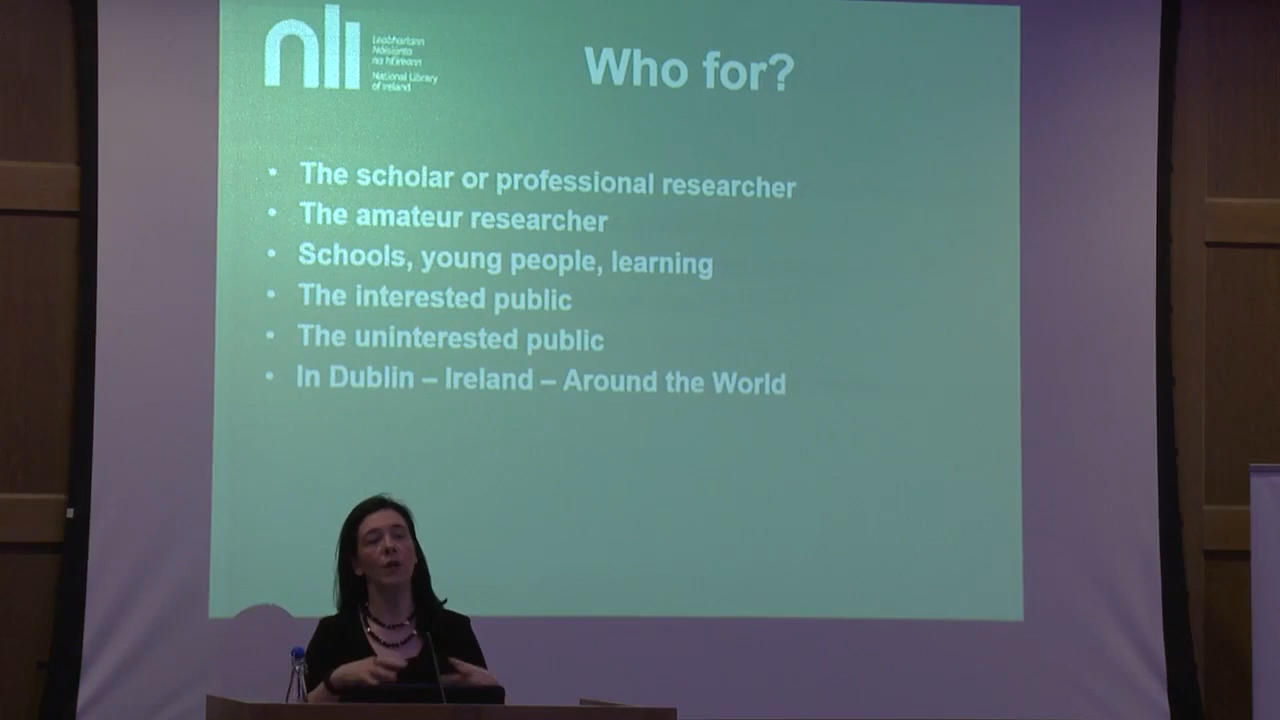 nli
Leabharlann
Náisiúnta
na hÉireann
National Library
of Ireland
Who for?
• The scholar or professional researcher
• The amateur researcher
• Schools, young people, learning
• The interested public
• The uninterested public
• In Dublin – Ireland – Around the World